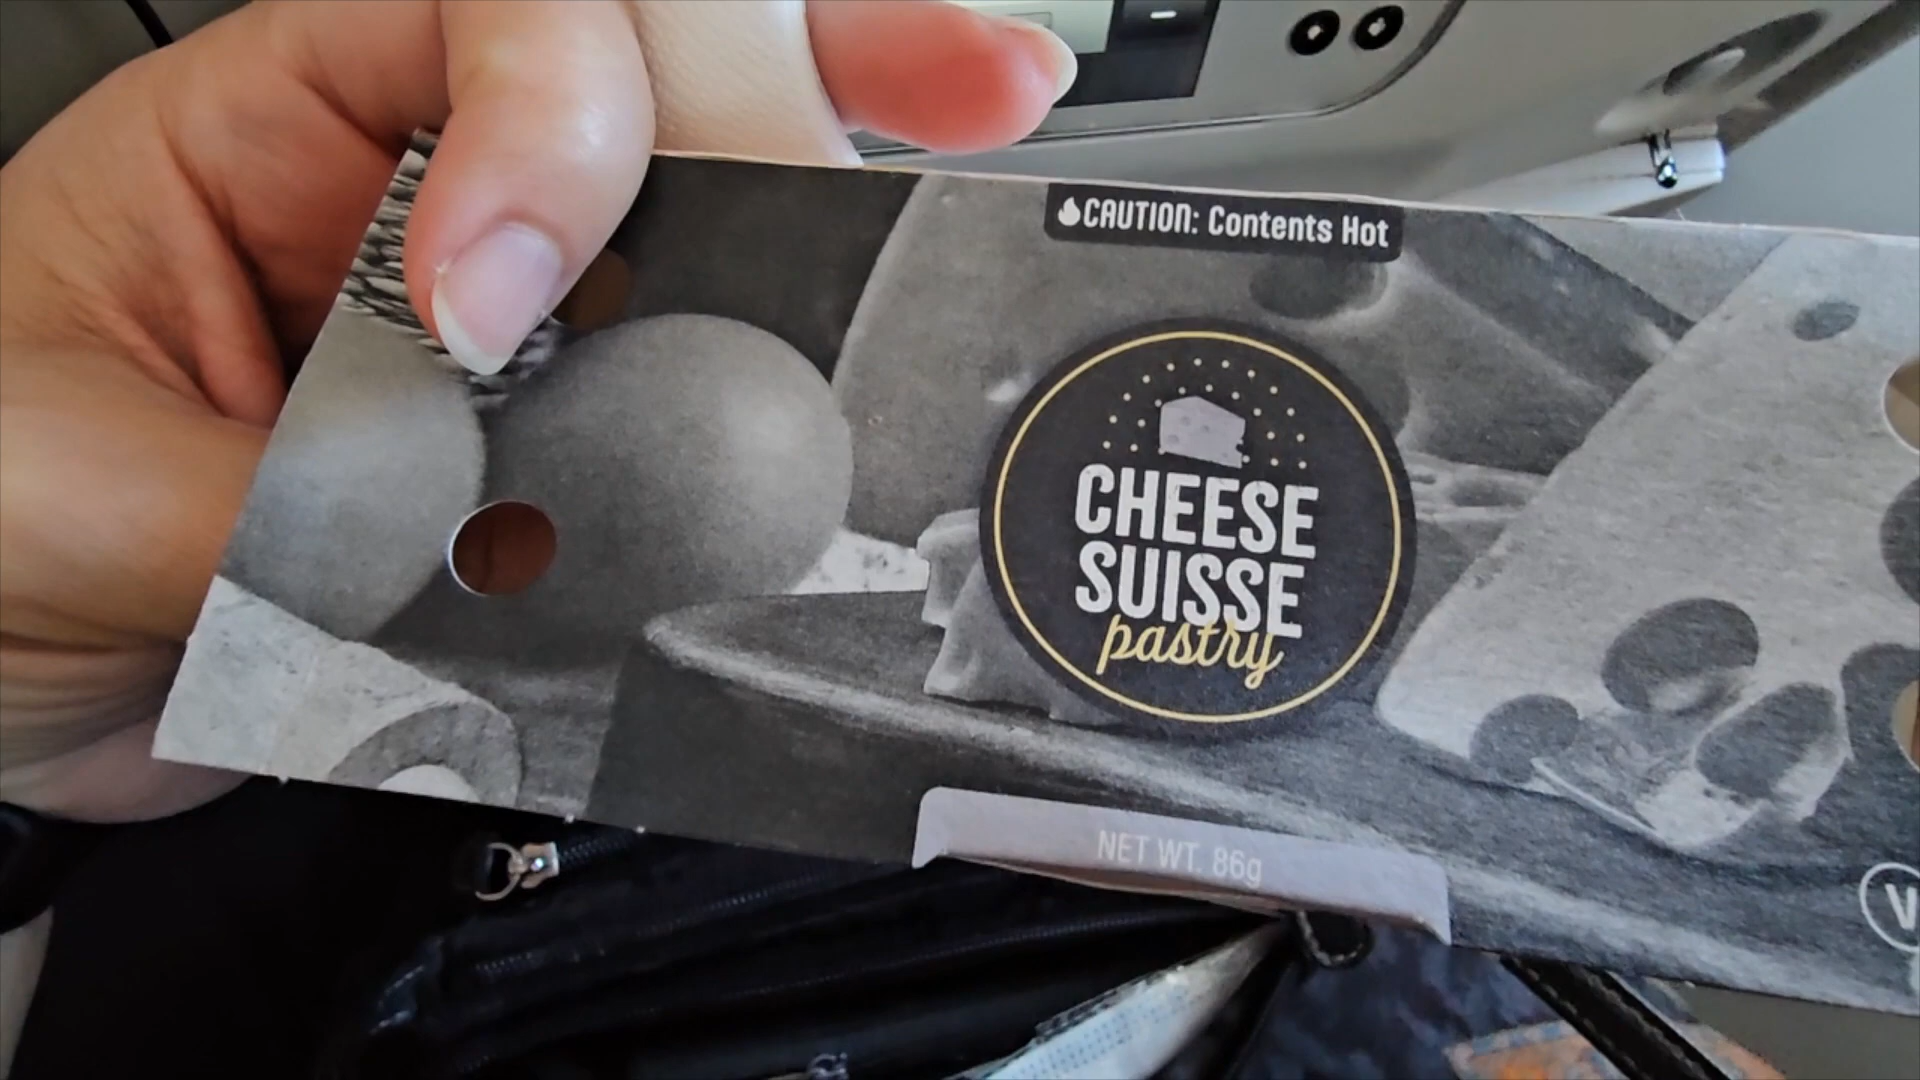 CAUTION: Contents Hot
CHEESE
SUISSE
pastry
NET WT. 86g
V